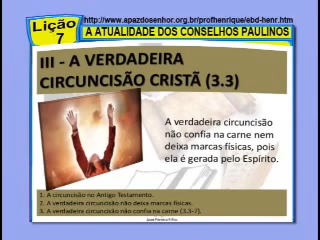 Lição
7
http://www.apazdosenhor.org.br/profhenrique/ebd-henr.htm
A ATUALIDADE DOS CONSELHOS PAULINOS
III - A VERDADEIRA
CIRCUNCISÃO CRISTÃ (3.3)
A verdadeira circuncisão
não confia na carne nem
deixa marcas físicas, pois
ela é gerada pelo Espírito.
1. A circuncisão no Antigo Testamento.
2. A verdadeira circuncisão não deixa marcas físicas.
3. A verdadeira circuncisão não confia na carne (3.3-7).